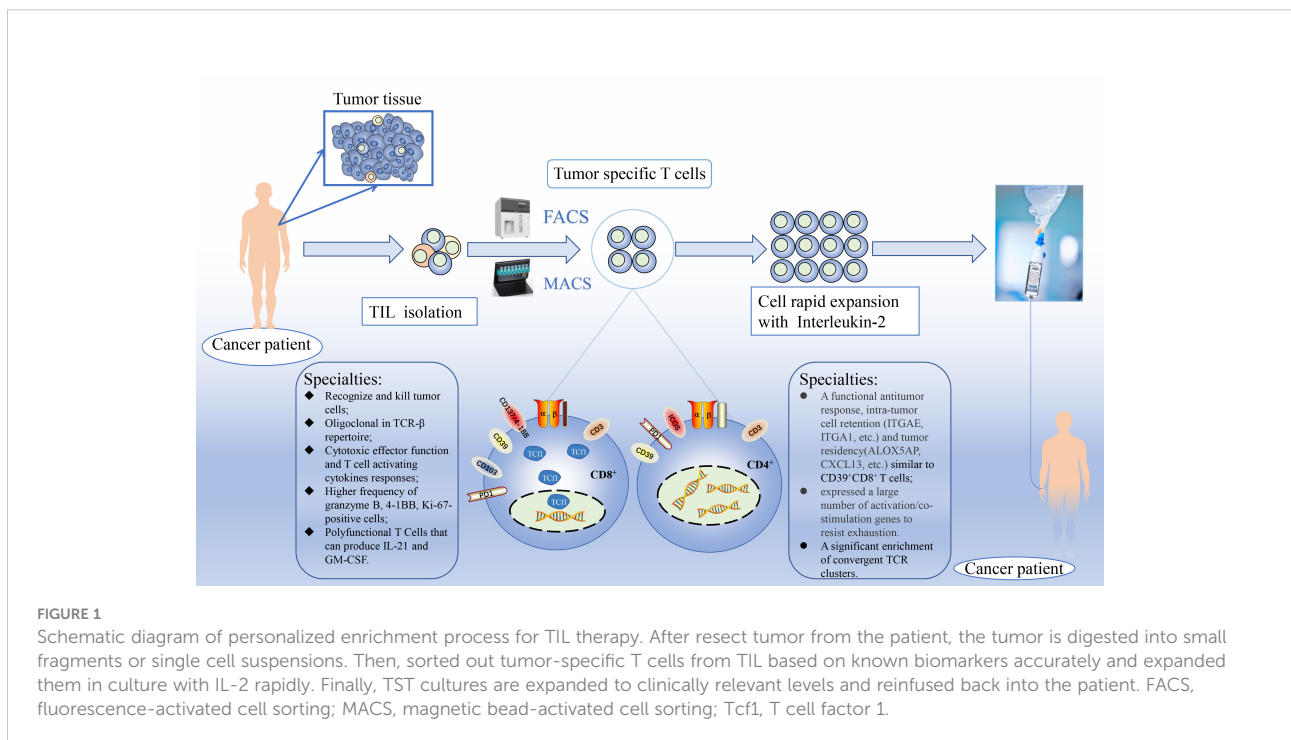 Tumor tissue
Tumor specific T cells
FACS
MACS
TIL isolation
Cell rapid expansion
with Interleukin-2
Cancer patient
Specialties:
◆ Recognize and kill tumor
cells;
◆ Oligoclonal in TCR-β
repertoire;
◆ Cytotoxic effector function
and T cell activating
cytokines responses;
◆ Higher frequency of
granzyme B, 4-1BB, Ki-67-
positive cells;
◆ Polyfunctional T Cells that
can produce IL-21 and
GM-CSF.
α β
CD137/4-1BB
CD3
CD39
CD103
PD1
TCf1
TCf1
TCf1
TCf1
CD8⁺
α β
ICOS
PD1
CD3
CD39
CD4⁺
Specialties:
● A functional antitumor
response, intra-tumor
cell retention (ITGAE,
ITGA1, etc.) and tumor
residency(ALOX5AP,
CXCL13, etc.) similar to
CD39⁺CD8⁺ T cells;
● expressed a large
number of activation/co-
stimulation genes to
resist exhaustion.
● A significant enrichment
of convergent TCR
clusters.
Cancer patient
FIGURE 1
Schematic diagram of personalized enrichment process for TIL therapy. After resect tumor from the patient, the tumor is digested into small
fragments or single cell suspensions. Then, sorted out tumor-specific T cells from TIL based on known biomarkers accurately and expanded
them in culture with IL-2 rapidly. Finally, TST cultures are expanded to clinically relevant levels and reinfused back into the patient. FACS,
fluorescence-activated cell sorting; MACS, magnetic bead-activated cell sorting; Tcf1, T cell factor 1.